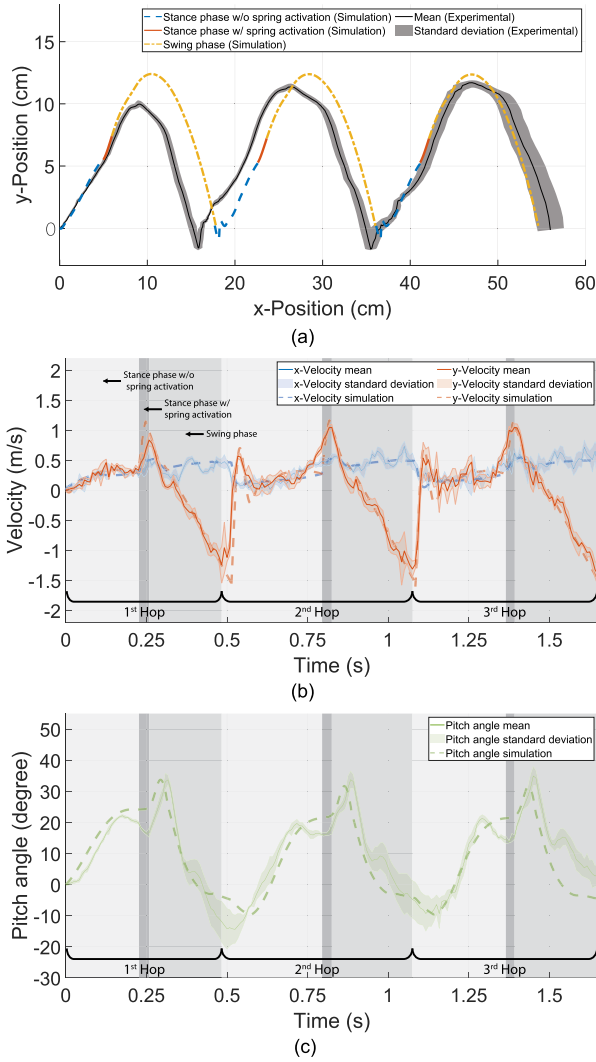 Stance phase w/o spring activation (Simulation)
Stance phase w/ spring activation (Simulation)
Swing phase (Simulation)
Mean (Experimental)
Standard deviation (Experimental)
15
10
5
0
y-Position (cm)
0 10 20 30 40 50 60
x-Position (cm)
(a)
Stance phase w/o
spring activation
Stance phase w/
spring activation
Swing phase
x-Velocity mean
x-Velocity standard deviation
x-Velocity simulation
y-Velocity mean
y-Velocity standard deviation
y-Velocity simulation
2
1.5
1
0.5
0
-0.5
-1
-1.5
-2
Velocity (m/s)
1st Hop 2nd Hop 3rd Hop
0 0.25 0.5 0.75 1 1.25 1.5
Time (s)
(b)
Pitch angle mean
Pitch angle standard deviation
Pitch angle simulation
50
40
30
20
10
0
-10
-20
-30
Pitch angle (degree)
1st Hop 2nd Hop 3rd Hop
0 0.25 0.5 0.75 1 1.25 1.5
Time (s)
(c)